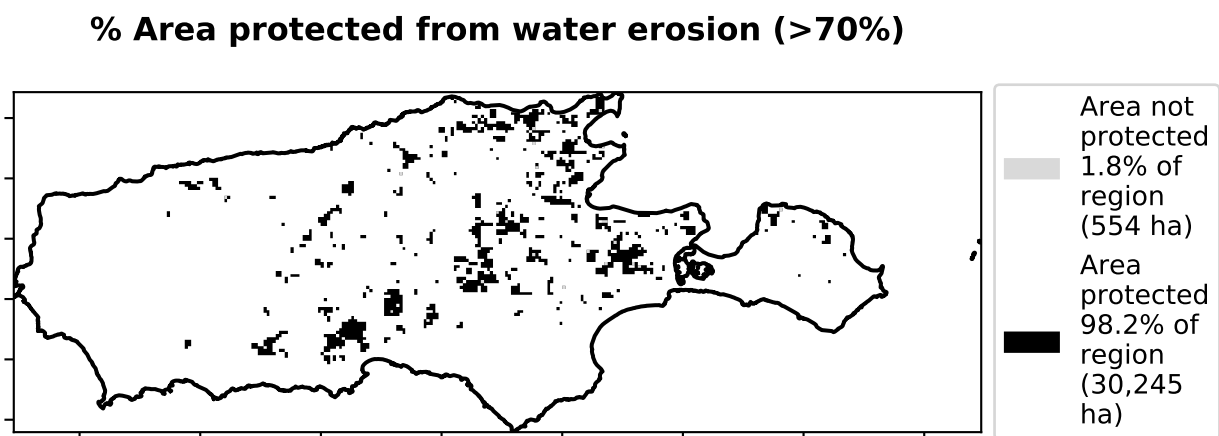 % Area protected from water erosion (>70%)
Area not
protected
1.8% of
region
(554 ha)
Area
protected
98.2% of
region
(30,245
ha)